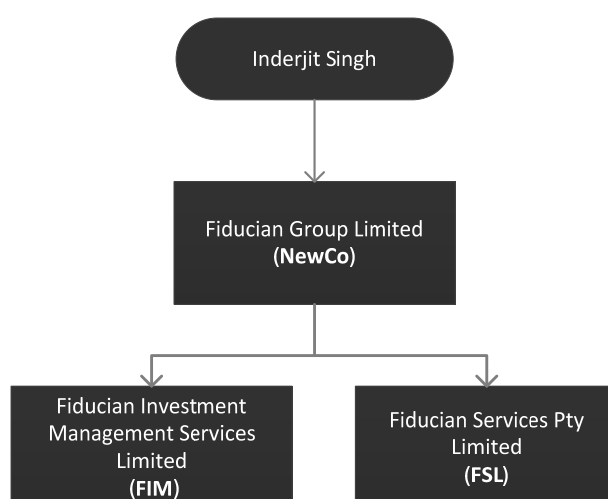 Inderjit Singh
Fiducian Group Limited
(NewCo)
Fiducian Investment
Management Services
Limited
(FIM)
Fiducian Services Pty
Limited
(FSL)